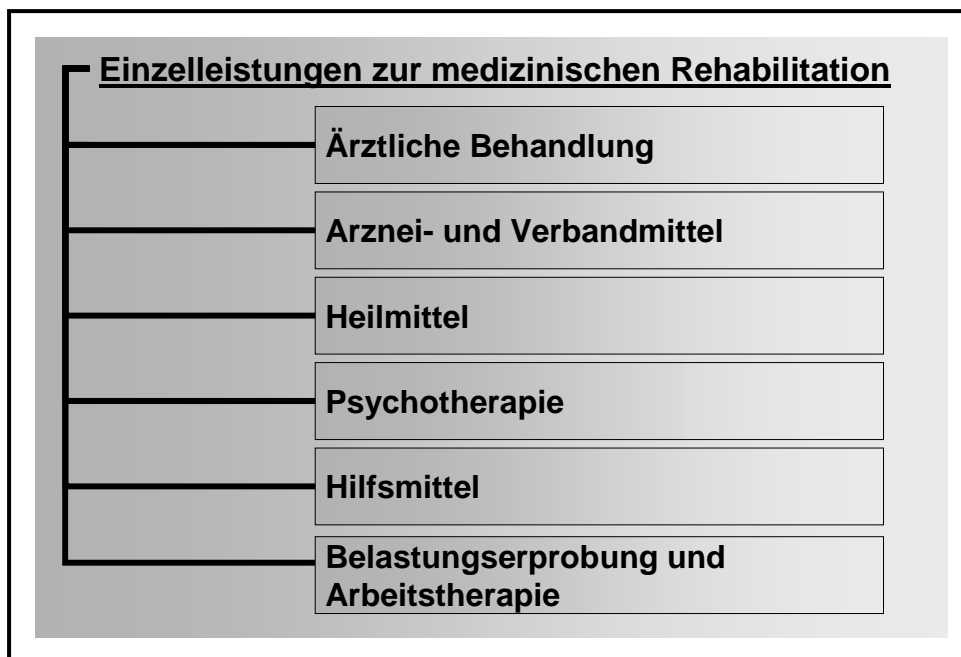 Einzelleistungen zur medizinischen Rehabilitation
Ärztliche Behandlung
Arznei- und Verbandmittel
Heilmittel
Psychotherapie
Hilfsmittel
Belastungserprobung und
Arbeitstherapie